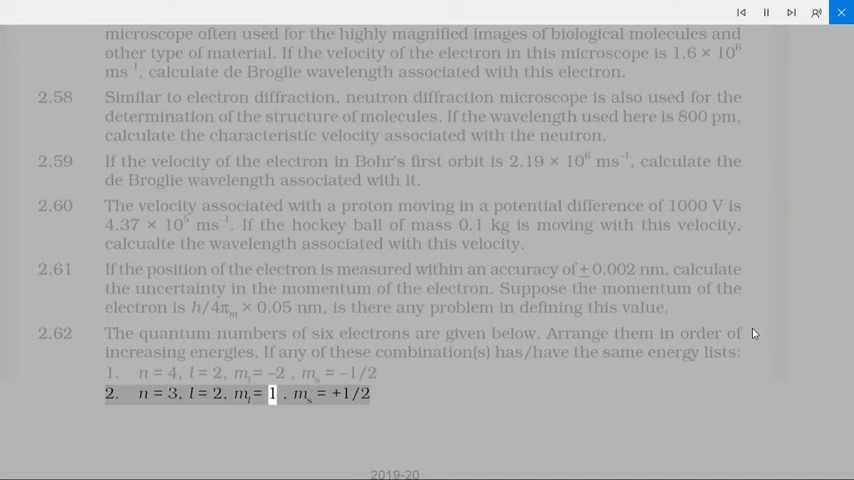 microscope often used for the highly magnified images of biological molecules and
other type of material. If the velocity of the electron in this microscope is 1.6 × 10⁶
ms⁻¹, calculate de Broglie wavelength associated with this electron.
2.58 Similar to electron diffraction, neutron diffraction microscope is also used for the
determination of the structure of molecules. If the wavelength used here is 800 pm,
calculate the characteristic velocity associated with the neutron.
2.59 If the velocity of the electron in Bohr's first orbit is 2.19 × 10⁶ ms⁻¹, calculate the
de Broglie wavelength associated with it.
2.60 The velocity associated with a proton moving in a potential difference of 1000 V is
4.37 × 10⁵ ms⁻¹. If the hockey ball of mass 0.1 kg is moving with this velocity,
calcualte the wavelength associated with this velocity.
2.61 If the position of the electron is measured within an accuracy of ± 0.002 nm, calculate
the uncertainty in the momentum of the electron. Suppose the momentum of the
electron is h/4πₘ × 0.05 nm, is there any problem in defining this value.
2.62 The quantum numbers of six electrons are given below. Arrange them in order of
increasing energies. If any of these combination(s) has/have the same energy lists:
1. n = 4, l = 2, mₗ = –2 , mₛ = –1/2
2. n = 3, l = 2, mₗ = 1 , mₛ = +1/2
2019-20